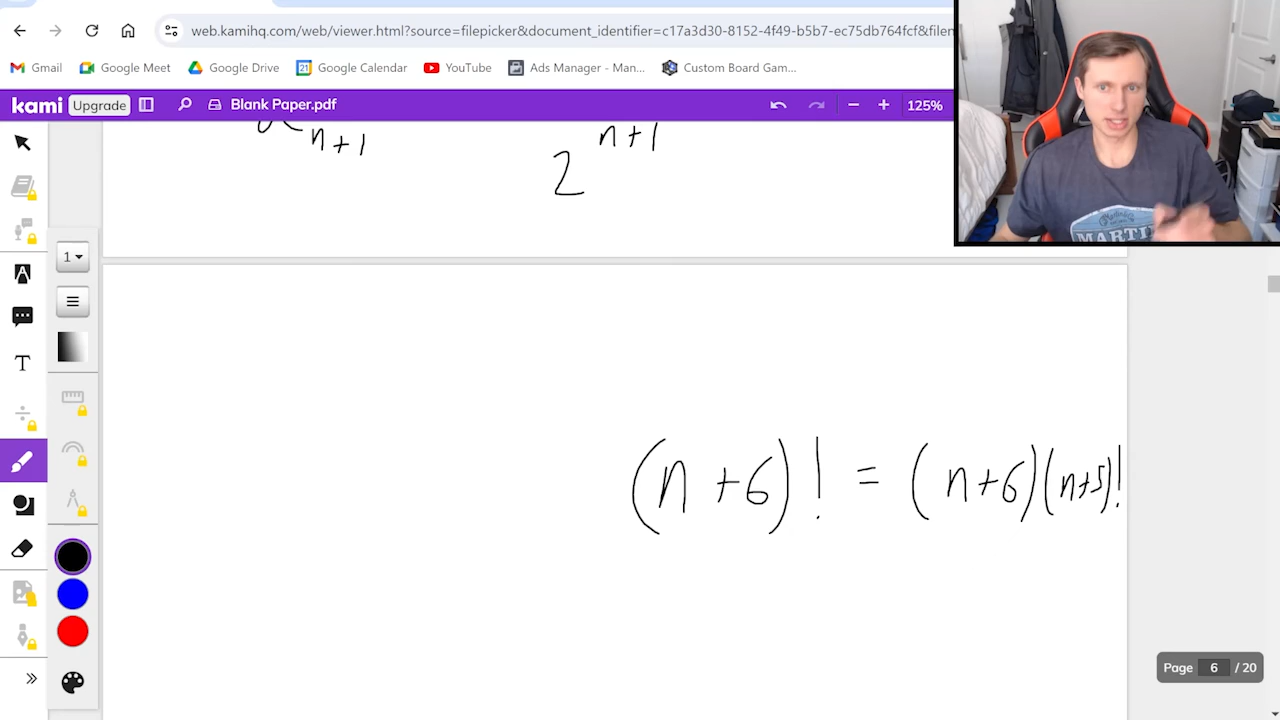 web.kamihq.com/web/viewer.html?source=filepicker&document_identifier=c17a3d30-8152-4f49-b5b7-ec75db764fcf&filen
Gmail Google Meet Google Drive 21 Google Calendar YouTube Ads Manager - Man... Custom Board Gam...
kami Upgrade Blank Paper.pdf 125%
n+1 n+1
2
1
T
(n+6)! = (n+6)(n+5)!
Page 6 / 20
MARTIN